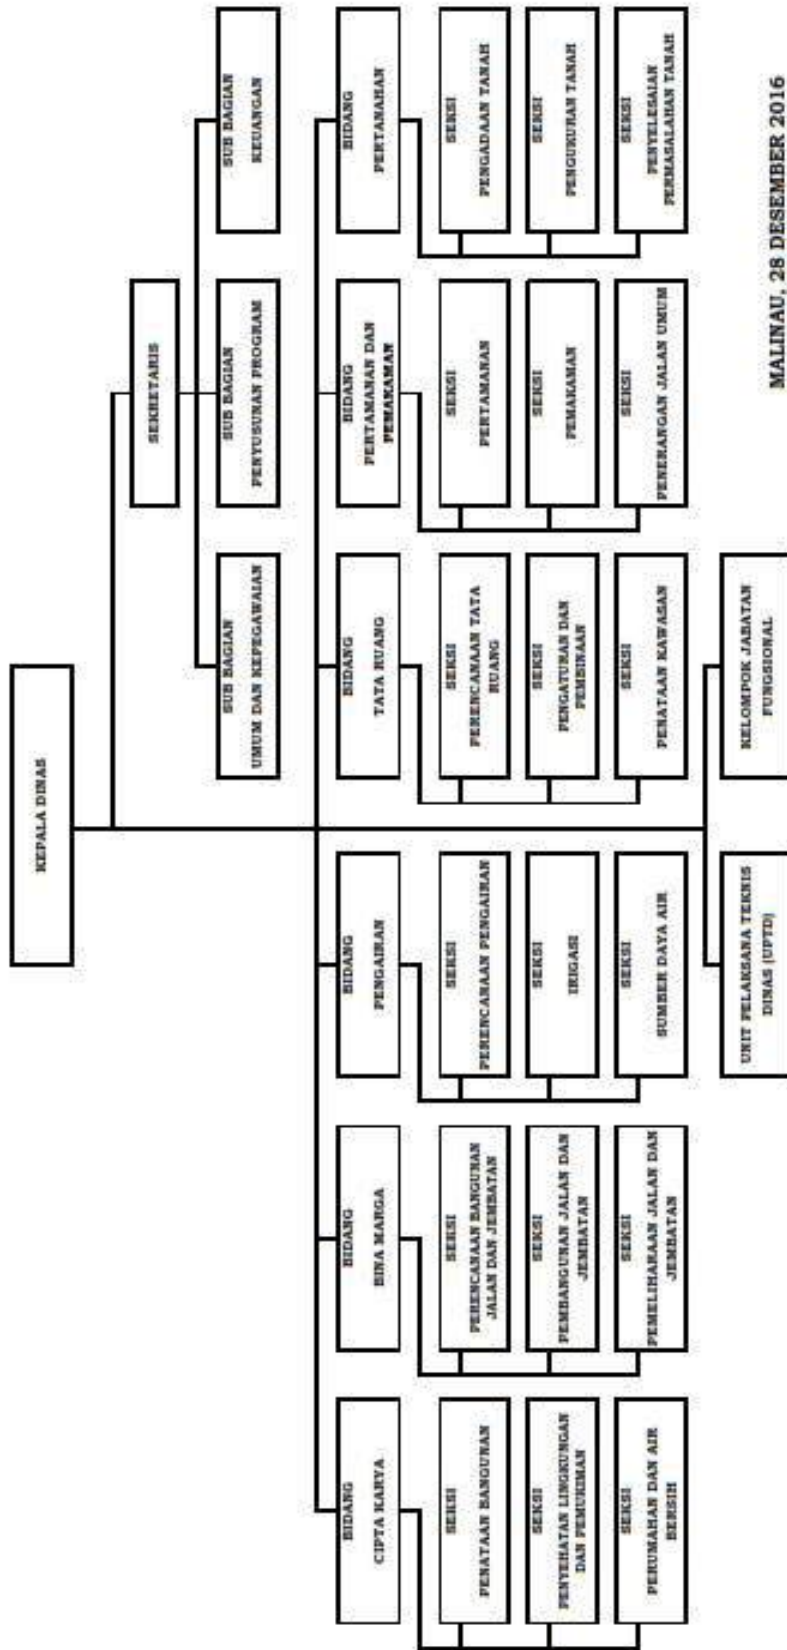 KEPALA DINAS
SEKRETARIS
SUB BAGIAN
UMUM DAN KEPEGAWAIAN
SUB BAGIAN
PENYUSUNAN PROGRAM
SUB BAGIAN
KEUANGAN
BIDANG
CIPTA KARYA
BIDANG
BINA MARGA
BIDANG
PENGAIRAN
BIDANG
TATA RUANG
BIDANG
PERTAMANAN DAN
PEMAKAMAN
BIDANG
PERTANAHAN
SEKSI
PENATAAN BANGUNAN
SEKSI
PERENCANAAN BANGUNAN
JALAN DAN JEMBATAN
SEKSI
PERENCANAAN PENGAIRAN
SEKSI
PERENCANAAN TATA
RUANG
SEKSI
PERTAMANAN
SEKSI
PENGADAAN TANAH
SEKSI
PENYEHATAN LINGKUNGAN
DAN PEMUKIMAN
SEKSI
PEMBANGUNAN JALAN DAN
JEMBATAN
SEKSI
IRIGASI
SEKSI
PENGATURAN DAN
PEMBINAAN
SEKSI
PEMAKAMAN
SEKSI
PENGUKURAN TANAH
SEKSI
PERUMAHAN DAN AIR
BERSIH
SEKSI
PEMELIHARAAN JALAN DAN
JEMBATAN
SEKSI
SUMBER DAYA AIR
SEKSI
PENATAAN KAWASAN
SEKSI
PENERANGAN JALAN UMUM
SEKSI
PENYELESAIAN
PERMASALAHAN TANAH
UNIT PELAKSANA TEKNIS
DINAS (UPTD)
KELOMPOK JABATAN
FUNGSIONAL
MALINAU, 28 DESEMBER 2016